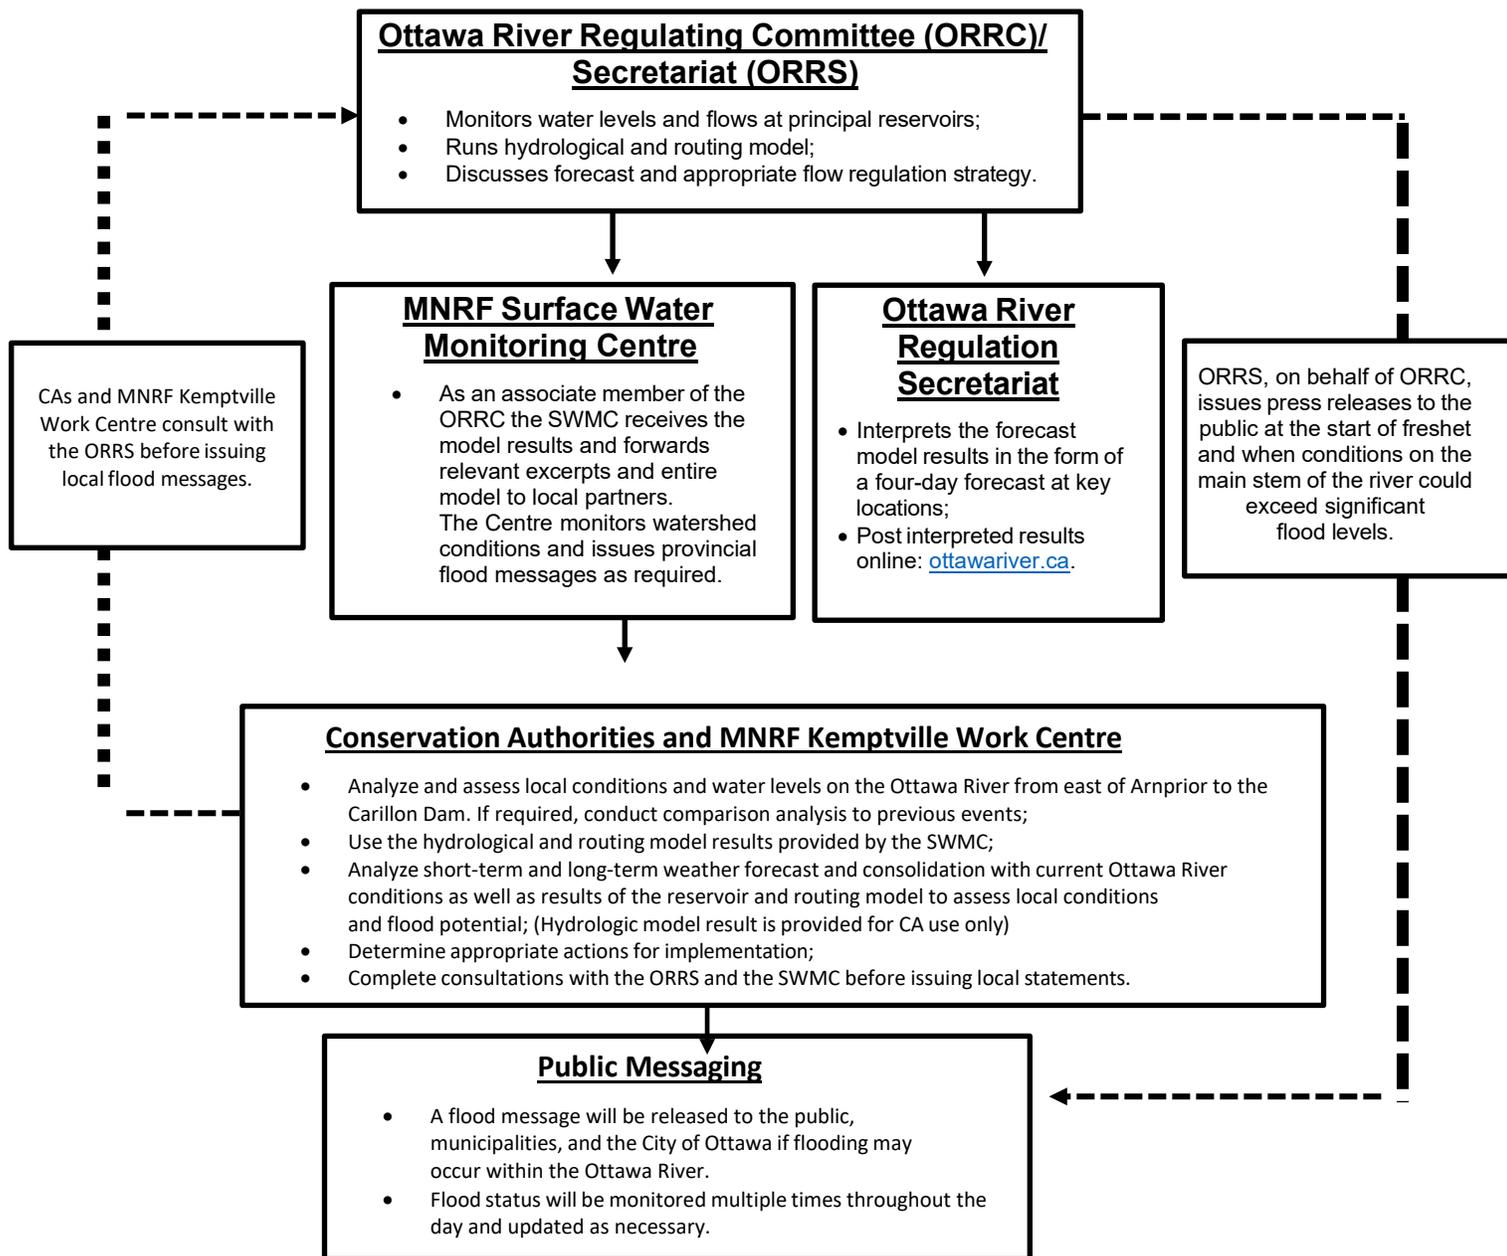 Ottawa River Regulating Committee (ORRC)/
Secretariat (ORRS)
• Monitors water levels and flows at principal reservoirs;
• Runs hydrological and routing model;
• Discusses forecast and appropriate flow regulation strategy.
CAs and MNRF Kemptville
Work Centre consult with
the ORRS before issuing
local flood messages.
MNRF Surface Water
Monitoring Centre
• As an associate member of the
ORRC the SWMC receives the
model results and forwards
relevant excerpts and entire
model to local partners.
The Centre monitors watershed
conditions and issues provincial
flood messages as required.
Ottawa River
Regulation
Secretariat
• Interprets the forecast
model results in the form of
a four-day forecast at key
locations;
• Post interpreted results
online: ottawariver.ca.
ORRS, on behalf of ORRC,
issues press releases to the
public at the start of freshet
and when conditions on the
main stem of the river could
exceed significant
flood levels.
Conservation Authorities and MNRF Kemptville Work Centre
• Analyze and assess local conditions and water levels on the Ottawa River from east of Arnprior to the
Carillon Dam. If required, conduct comparison analysis to previous events;
• Use the hydrological and routing model results provided by the SWMC;
• Analyze short-term and long-term weather forecast and consolidation with current Ottawa River
conditions as well as results of the reservoir and routing model to assess local conditions
and flood potential; (Hydrologic model result is provided for CA use only)
• Determine appropriate actions for implementation;
• Complete consultations with the ORRS and the SWMC before issuing local statements.
Public Messaging
• A flood message will be released to the public,
municipalities, and the City of Ottawa if flooding may
occur within the Ottawa River.
• Flood status will be monitored multiple times throughout the
day and updated as necessary.